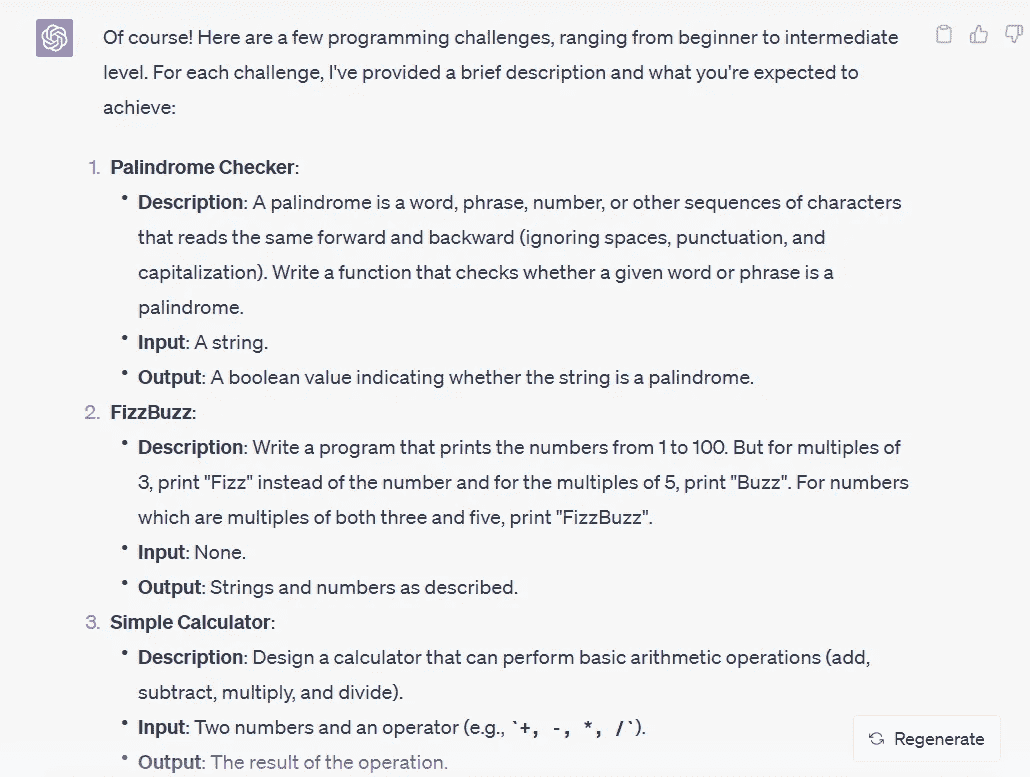 Of course! Here are a few programming challenges, ranging from beginner to intermediate
level. For each challenge, I've provided a brief description and what you're expected to
achieve:
1. Palindrome Checker:
• Description: A palindrome is a word, phrase, number, or other sequences of characters
that reads the same forward and backward (ignoring spaces, punctuation, and
capitalization). Write a function that checks whether a given word or phrase is a
palindrome.
• Input: A string.
• Output: A boolean value indicating whether the string is a palindrome.
2. FizzBuzz:
• Description: Write a program that prints the numbers from 1 to 100. But for multiples of
3, print "Fizz" instead of the number and for the multiples of 5, print "Buzz". For numbers
which are multiples of both three and five, print "FizzBuzz".
• Input: None.
• Output: Strings and numbers as described.
3. Simple Calculator:
• Description: Design a calculator that can perform basic arithmetic operations (add,
subtract, multiply, and divide).
• Input: Two numbers and an operator (e.g., `+, -, *, /`).
• Output: The result of the operation.
Regenerate